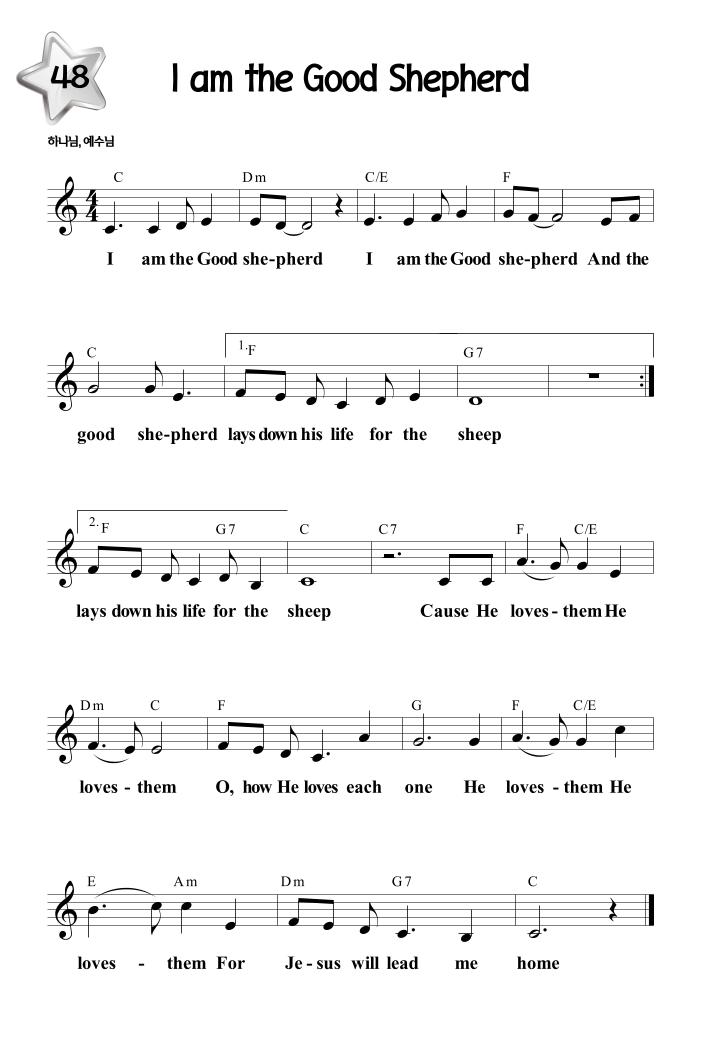 48
I am the Good Shepherd
하나님, 예수님
C Dm C/E F
4/4
I am the Good she-pherd I am the Good she-pherd And the
C 1. F G7
good she-pherd lays down his life for the sheep
2. F G7 C C7 F C/E
lays down his life for the sheep Cause He loves- them He
Dm C F G F C/E
loves - them O, how He loves each one He loves - them He
E Am Dm G7 C
loves - them For Je - sus will lead me home